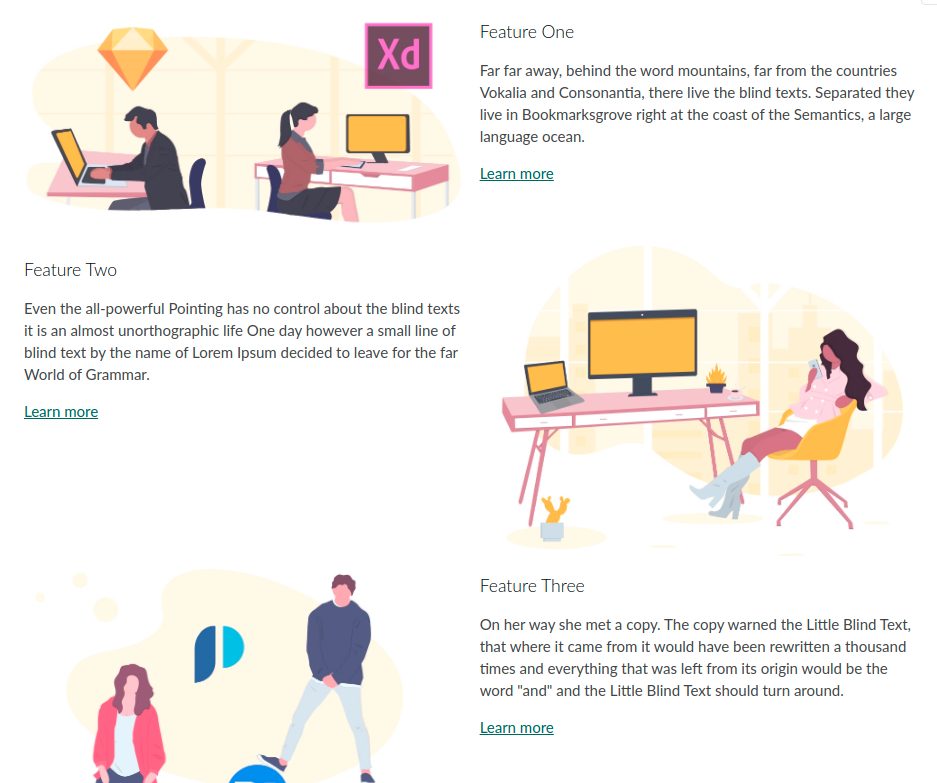 Xd
Feature One
Far far away, behind the word mountains, far from the countries
Vokalia and Consonantia, there live the blind texts. Separated they
live in Bookmarksgrove right at the coast of the Semantics, a large
language ocean.
Learn more
Feature Two
Even the all-powerful Pointing has no control about the blind texts
it is an almost unorthographic life One day however a small line of
blind text by the name of Lorem Ipsum decided to leave for the far
World of Grammar.
Learn more
Feature Three
On her way she met a copy. The copy warned the Little Blind Text,
that where it came from it would have been rewritten a thousand
times and everything that was left from its origin would be the
word "and" and the Little Blind Text should turn around.
Learn more